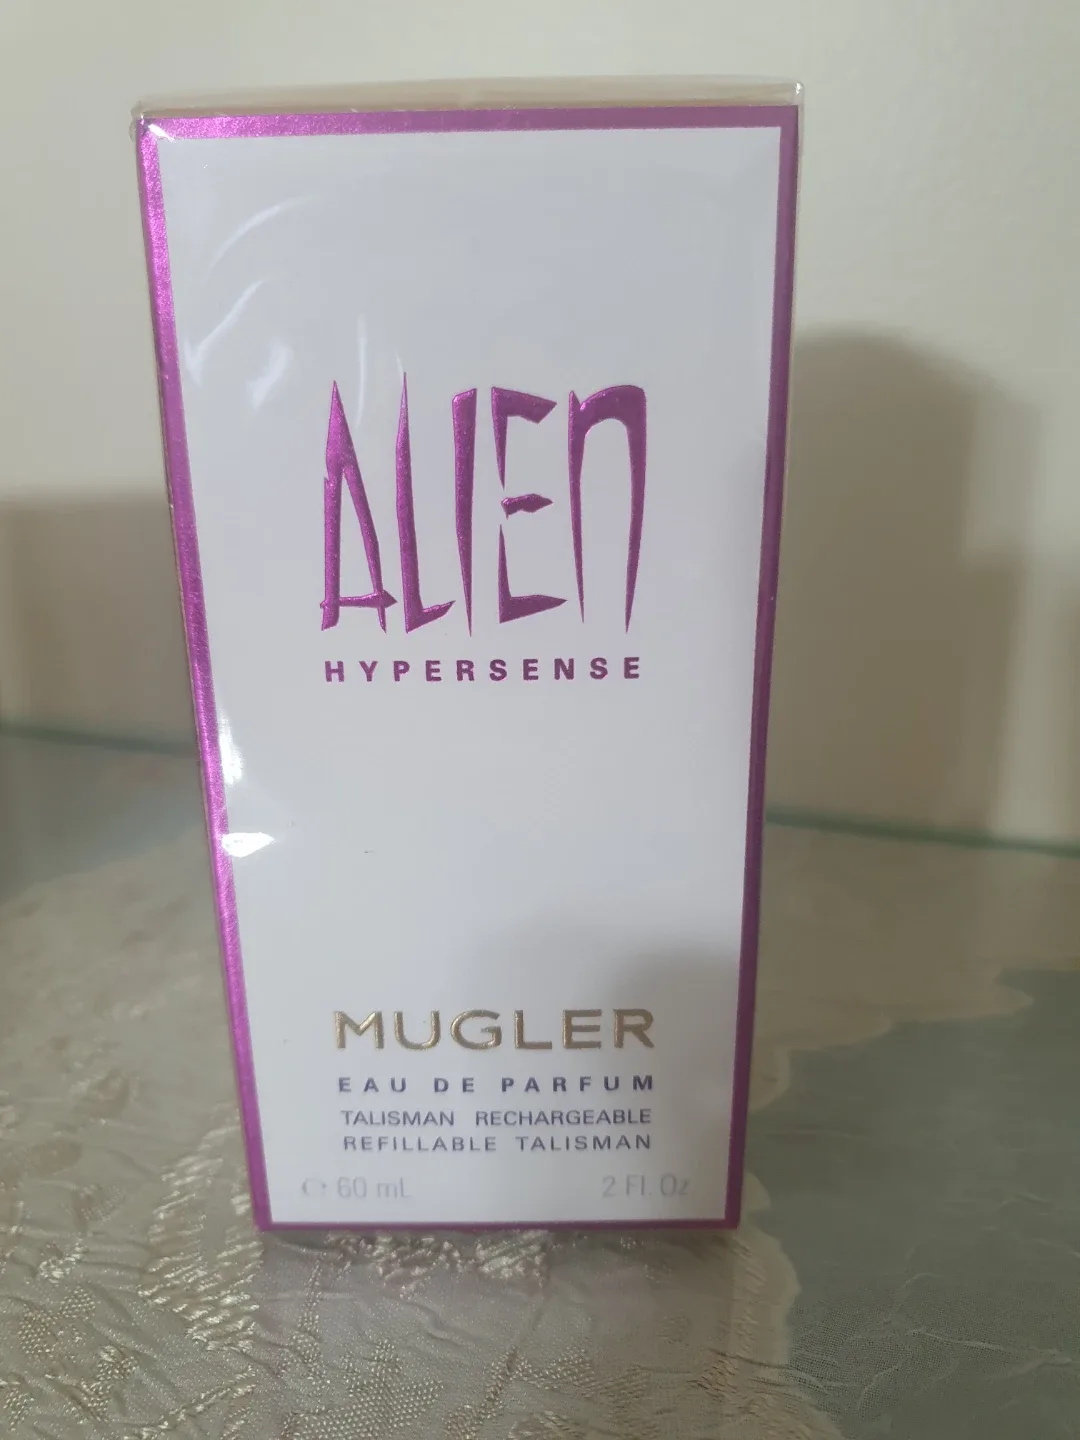 ALIEN
HYPERSENSE
MUGLER
EAU DE PARFUM
TALISMAN RECHARGEABLE
REFILLABLE TALISMAN
℮ 60 mL 2 Fl. Oz